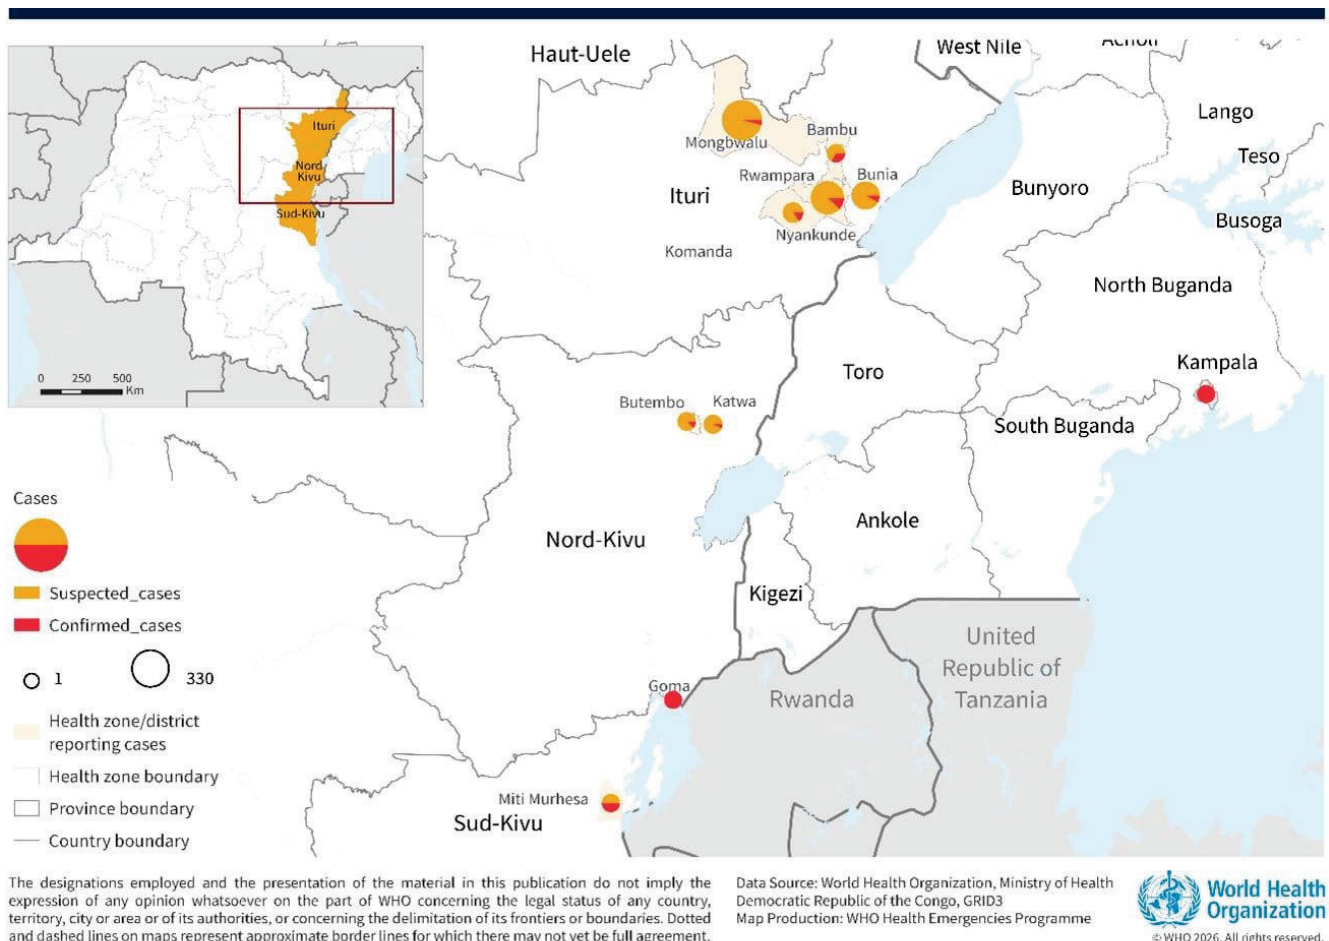 Haut-Uele
West Nile
Acholi
Lango
Teso
Busoga
Ituri
Nord
Kivu
Sud-Kivu
0 250 500
Km
Mongbwalu
Bambu
Rwampara
Bunia
Ituri
Nyankunde
Komanda
Bunyoro
North Buganda
Kampala
Toro
South Buganda
Butembo
Katwa
Nord-Kivu
Ankole
Kigezi
Goma
Rwanda
United
Republic of
Tanzania
Miti Murhesa
Sud-Kivu
Cases
Suspected_cases
Confirmed_cases
1
330
Health zone/district
reporting cases
Health zone boundary
Province boundary
Country boundary
The designations employed and the presentation of the material in this publication do not imply the
expression of any opinion whatsoever on the part of WHO concerning the legal status of any country,
territory, city or area or of its authorities, or concerning the delimitation of its frontiers or boundaries. Dotted
and dashed lines on maps represent approximate border lines for which there may not yet be full agreement.
Data Source: World Health Organization, Ministry of Health
Democratic Republic of the Congo, GRID3
Map Production: WHO Health Emergencies Programme
World Health
Organization
© WHO 2026. All rights reserved.